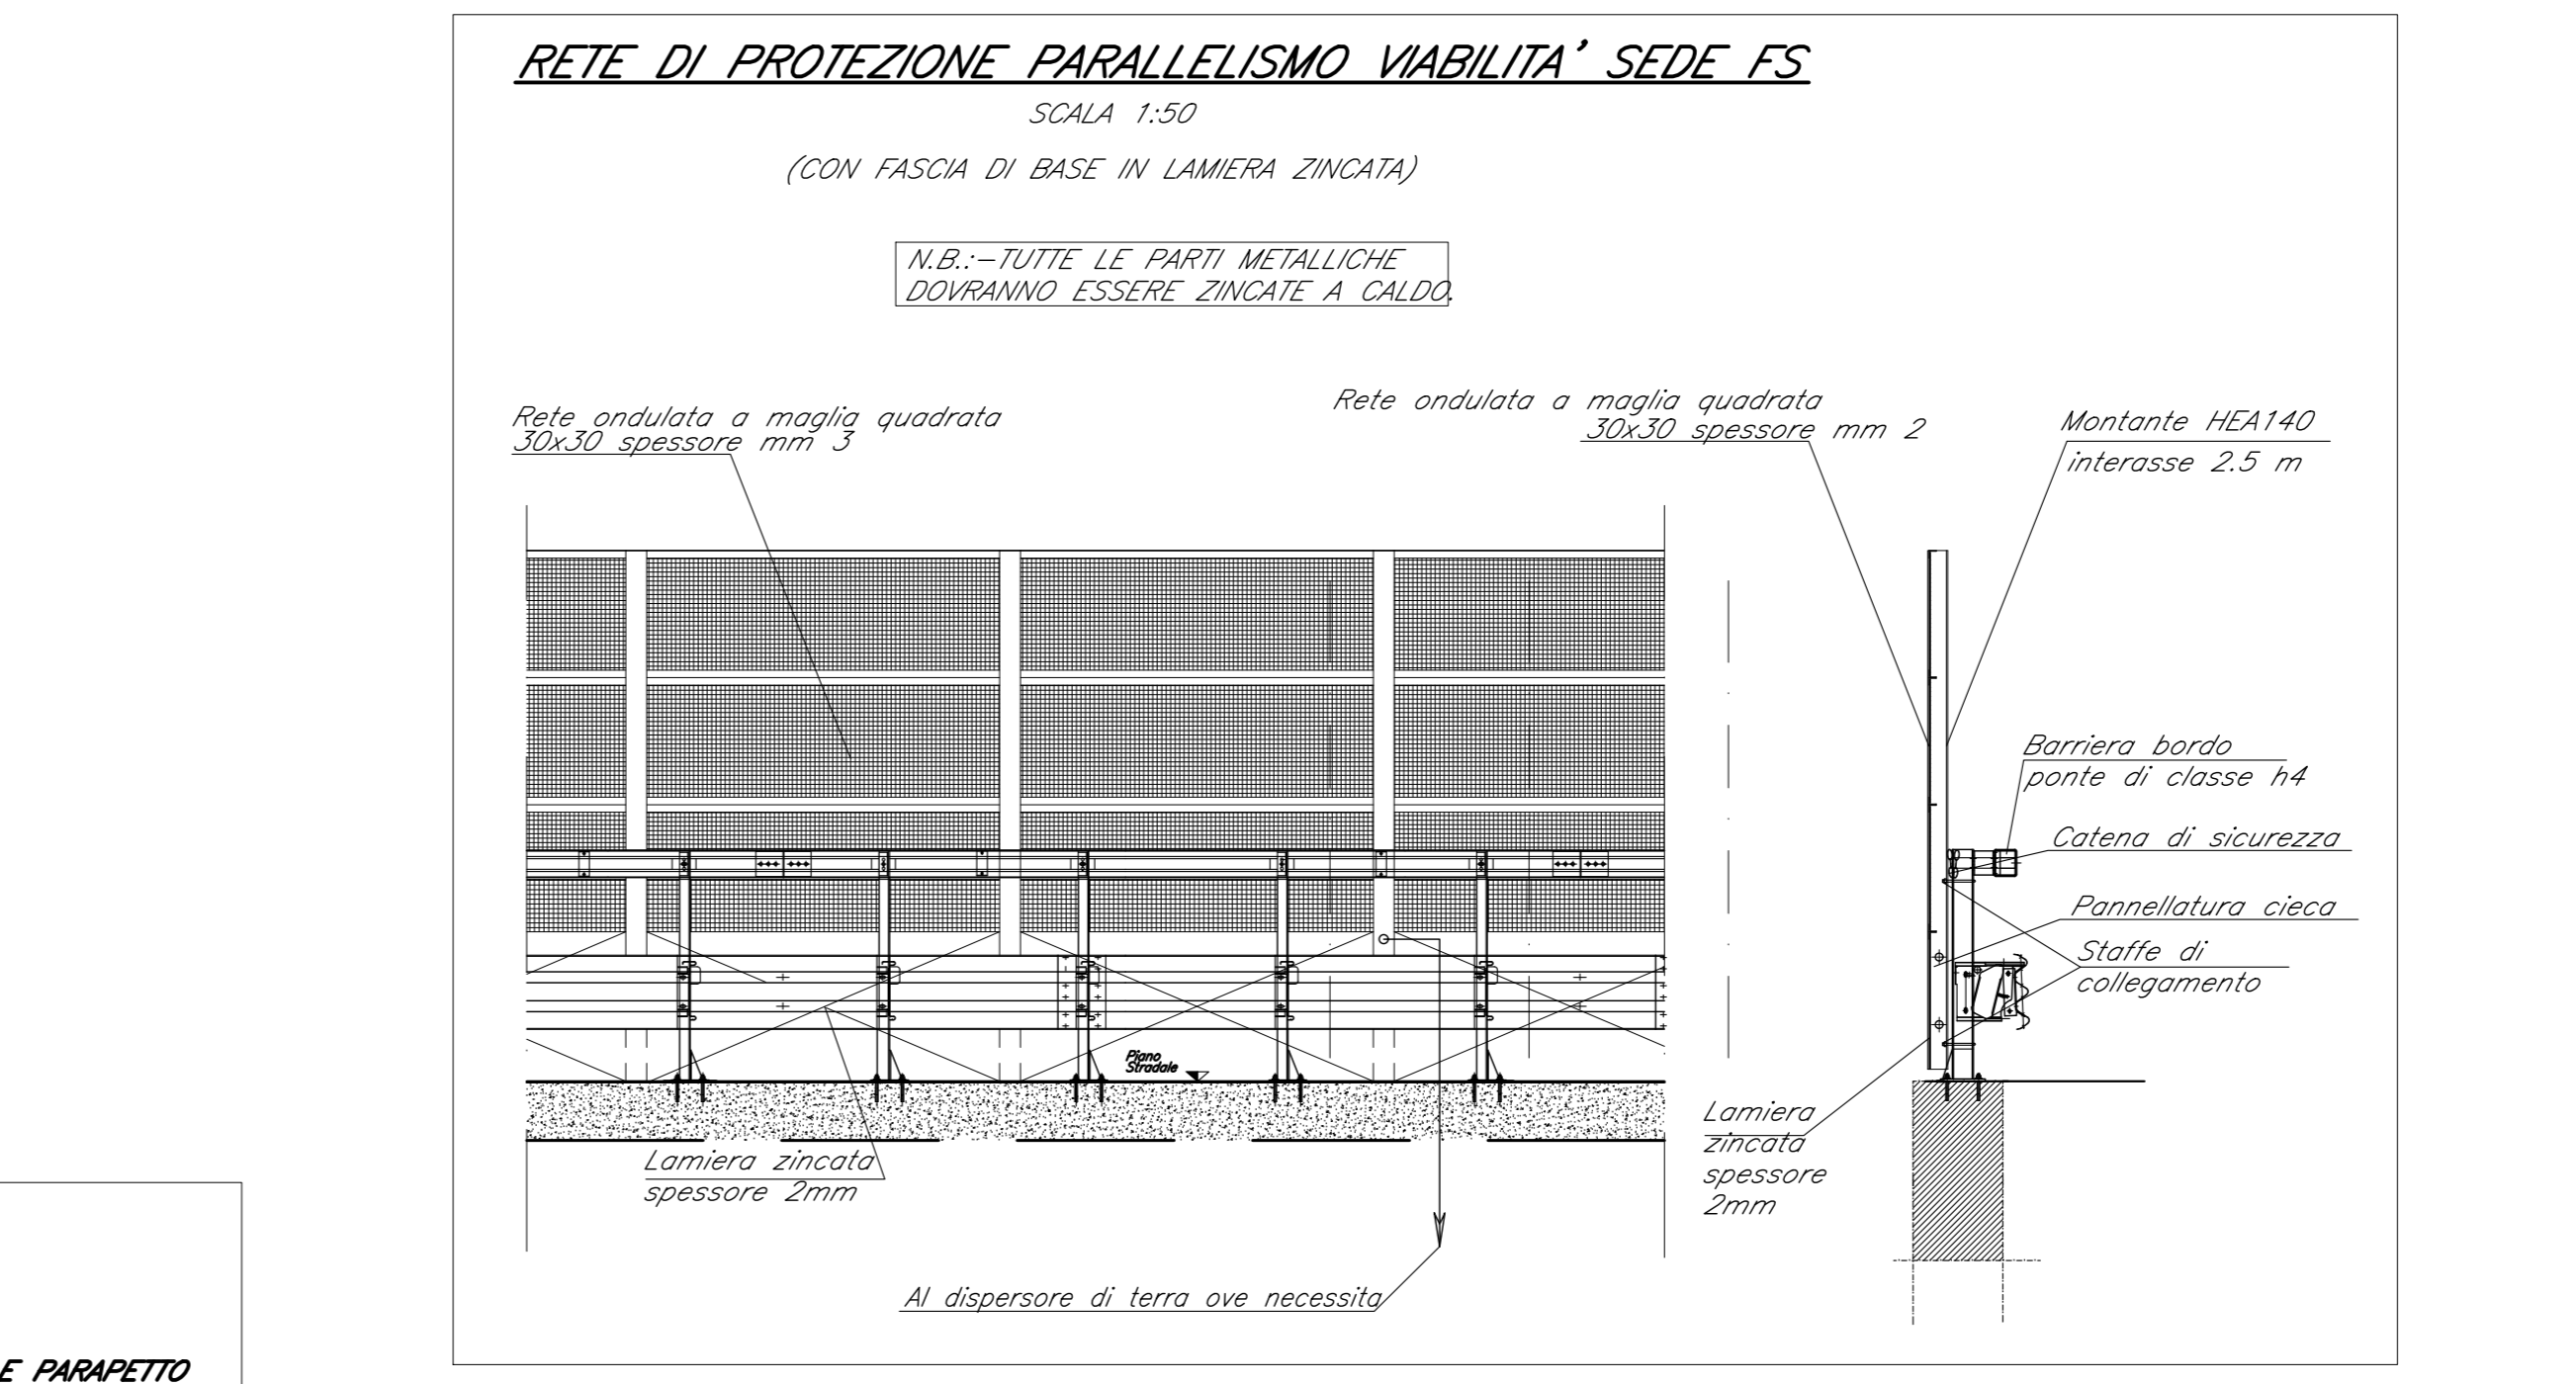 RETE DI PROTEZIONE PARALLELISMO VIABILITA' SEDE FS
SCALA 1:50
(CON FASCIA DI BASE IN LAMIERA ZINCATA)
N.B.:-TUTTE LE PARTI METALLICHE
DOVRANNO ESSERE ZINCATE A CALDO.
Rete ondulata a maglia quadrata
30x30 spessore mm 3
Rete ondulata a maglia quadrata
30x30 spessore mm 2
Montante HEA140
interasse 2.5 m
Barriera bordo
ponte di classe h4
Catena di sicurezza
Pannellatura cieca
Staffe di
collegamento
Piano
Stradale
Lamiera zincata
spessore 2mm
Lamiera
zincata
spessore
2mm
Al dispersore di terra ove necessita
E PARAPETTO